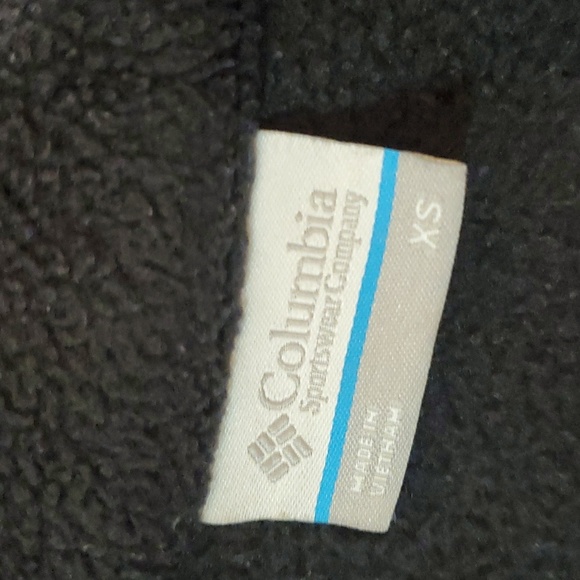 Columbia
Sportswear Company
MADE IN
VIETNAM
XS